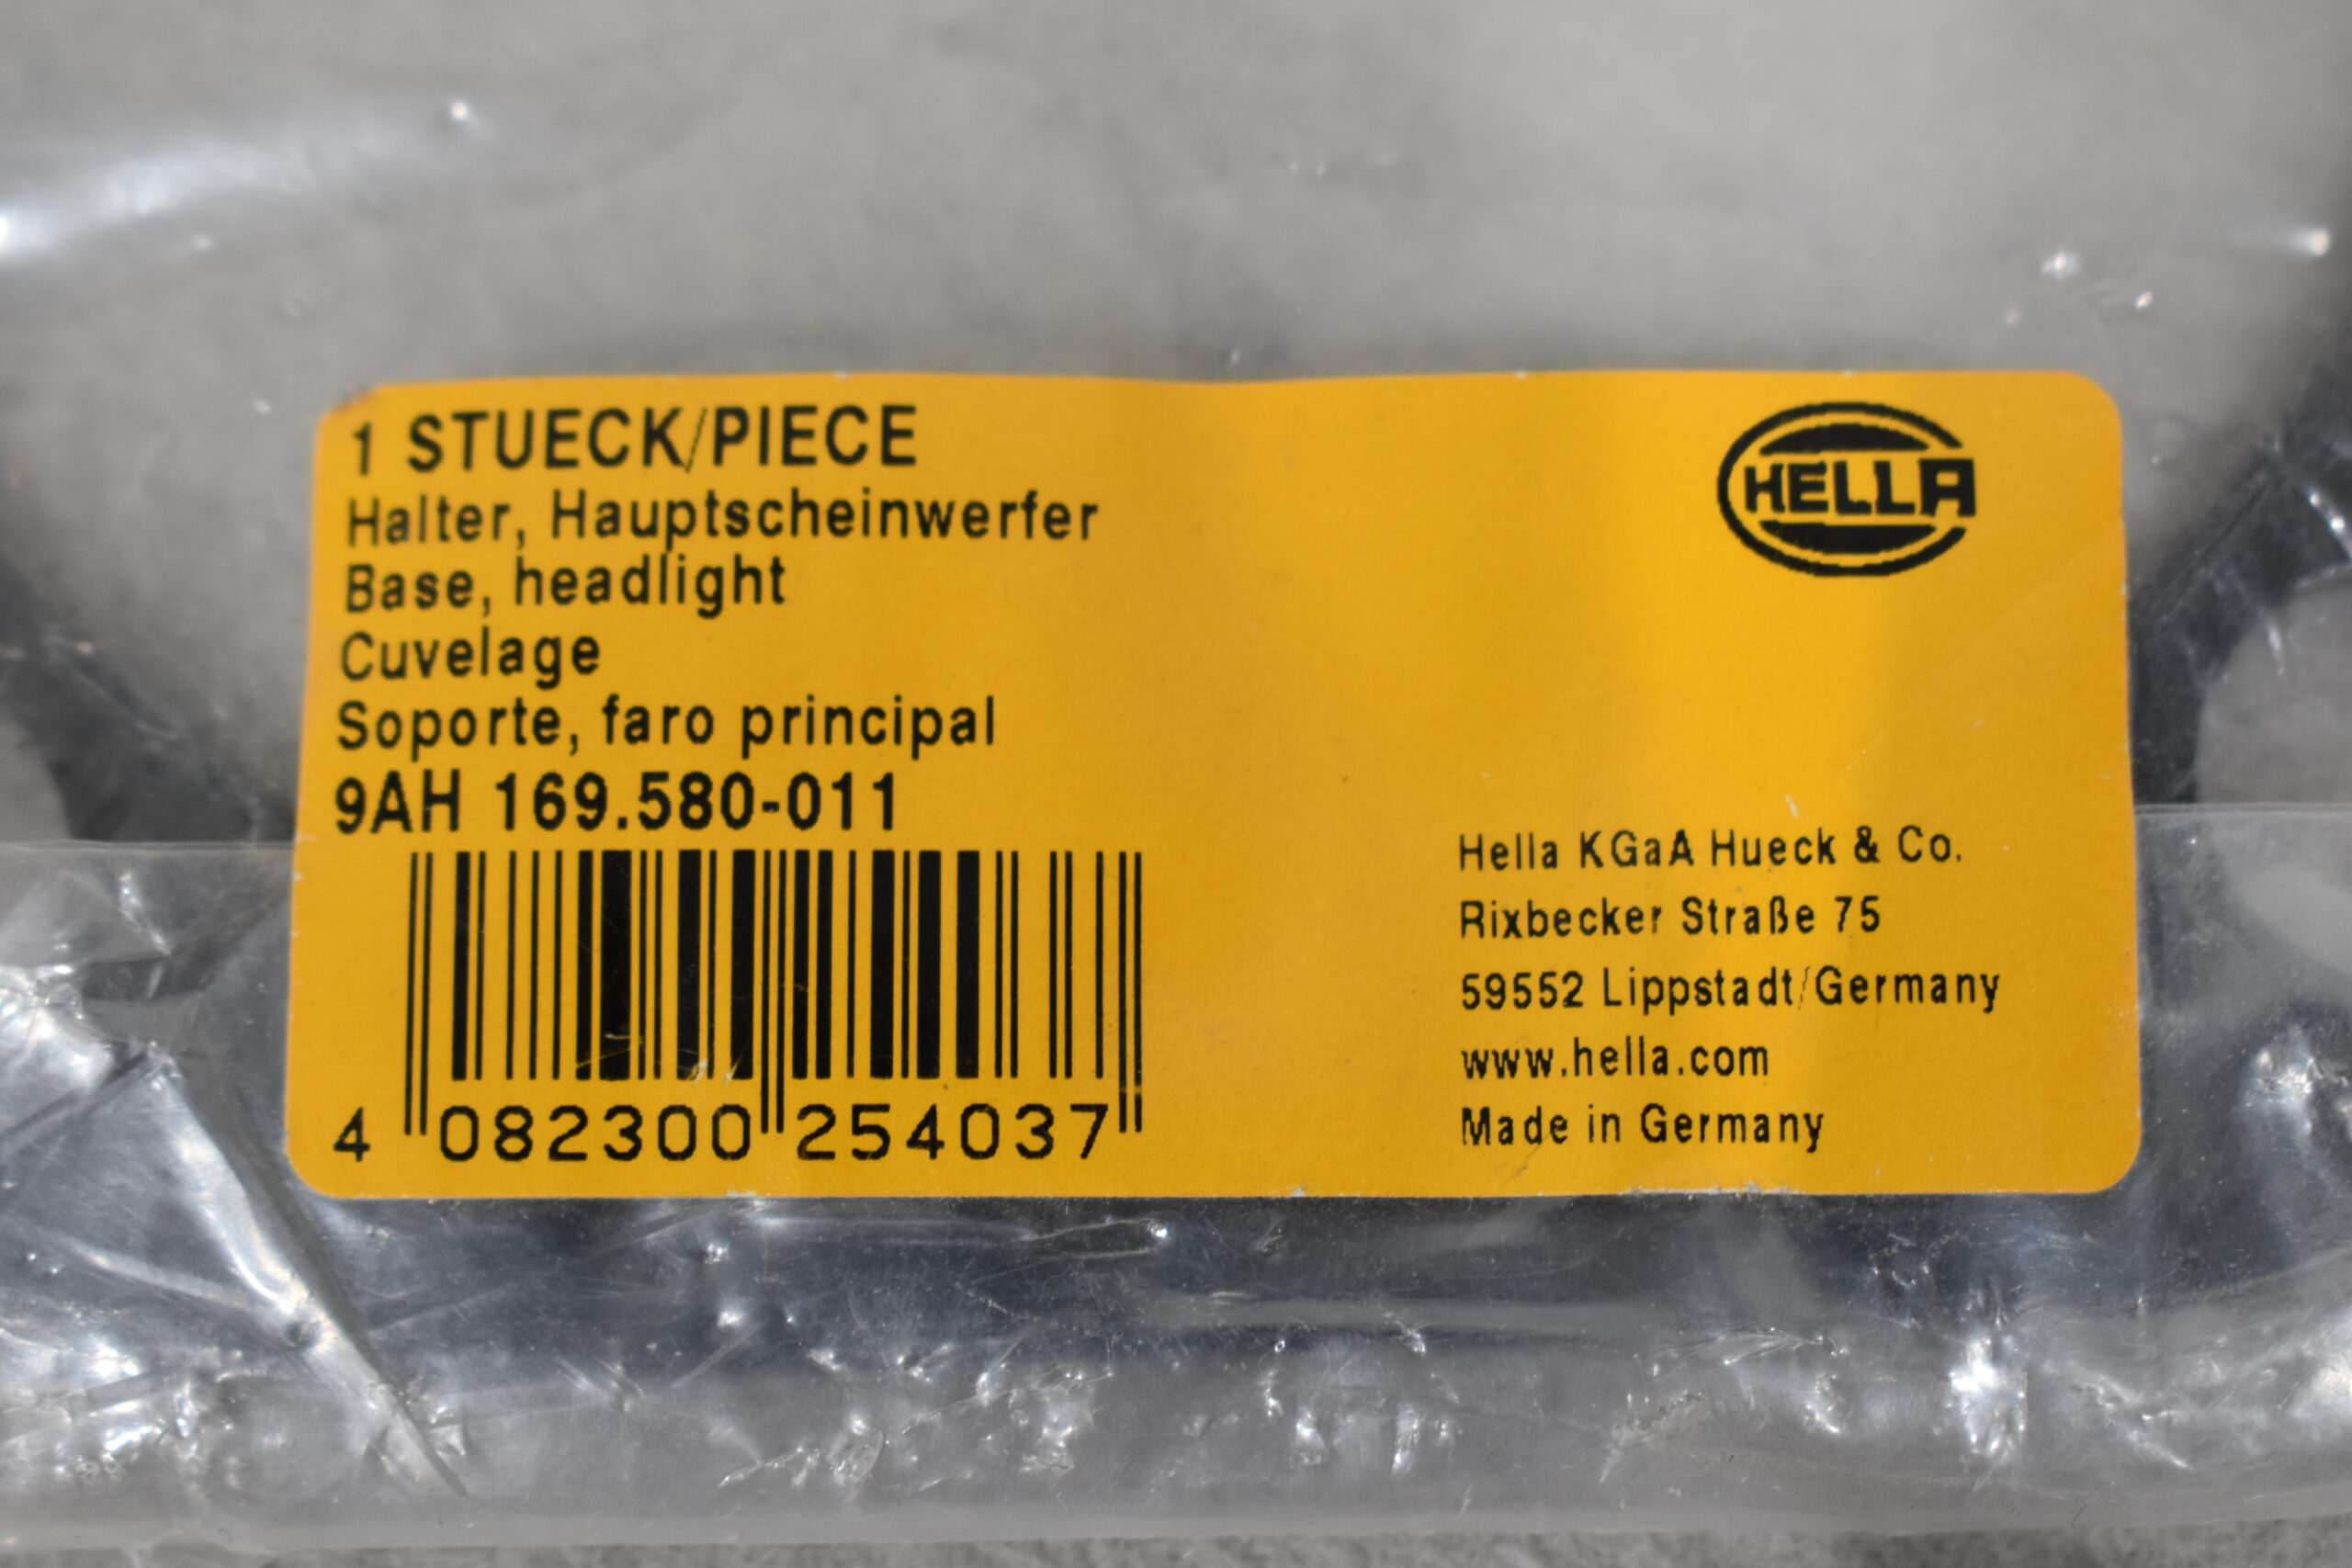 1 STUECK/PIECE
Halter, Hauptscheinwerfer
Base, headlight
Cuvelage
Soporte, faro principal
9AH 169.580-011
4 082300 254037
HELLA
Hella KGaA Hueck & Co.
Rixbecker Straße 75
59552 Lippstadt/Germany
www.hella.com
Made in Germany